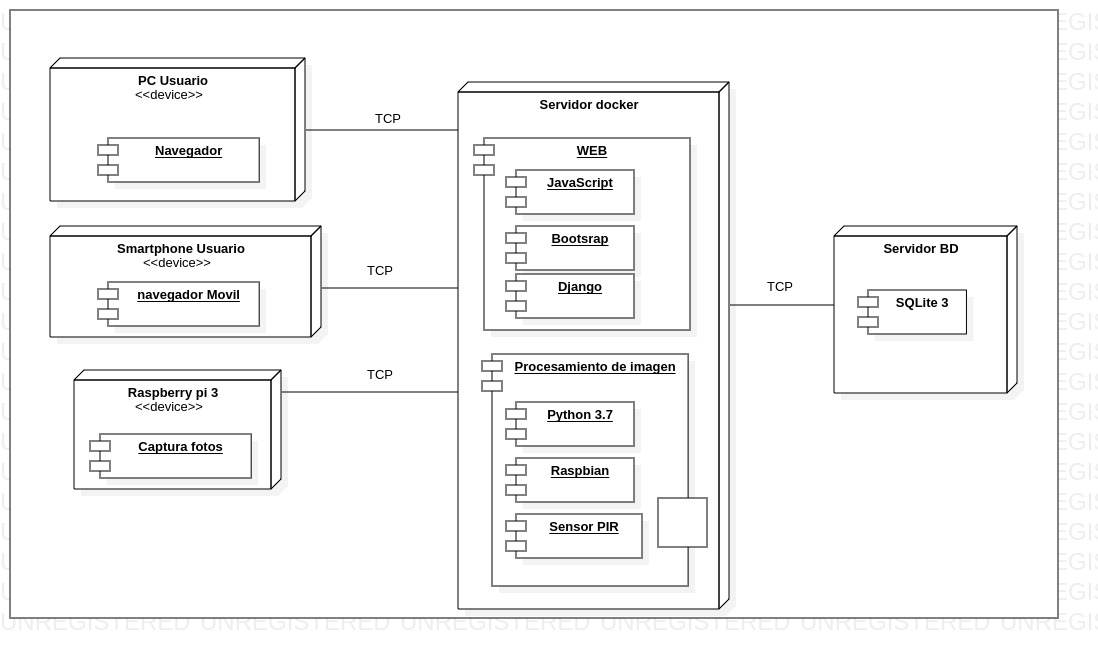 PC Usuario
<<device>>
Navegador
TCP
Smartphone Usuario
<<device>>
navegador Movil
TCP
Raspberry pi 3
<<device>>
Captura fotos
TCP
Servidor docker
WEB
JavaScript
Bootsrap
Django
Procesamiento de imagen
Python 3.7
Raspbian
Sensor PIR
TCP
Servidor BD
SQLite 3
UNREGISTERED UNREGISTERED UNREGISTERED UNREGISTERED UNREGISTERED